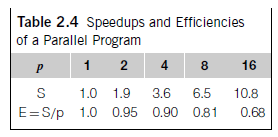 Table 2.4 Speedups and Efficiencies
of a Parallel Program
p 1 2 4 8 16
S 1.0 1.9 3.6 6.5 10.8
E=S/p 1.0 0.95 0.90 0.81 0.68